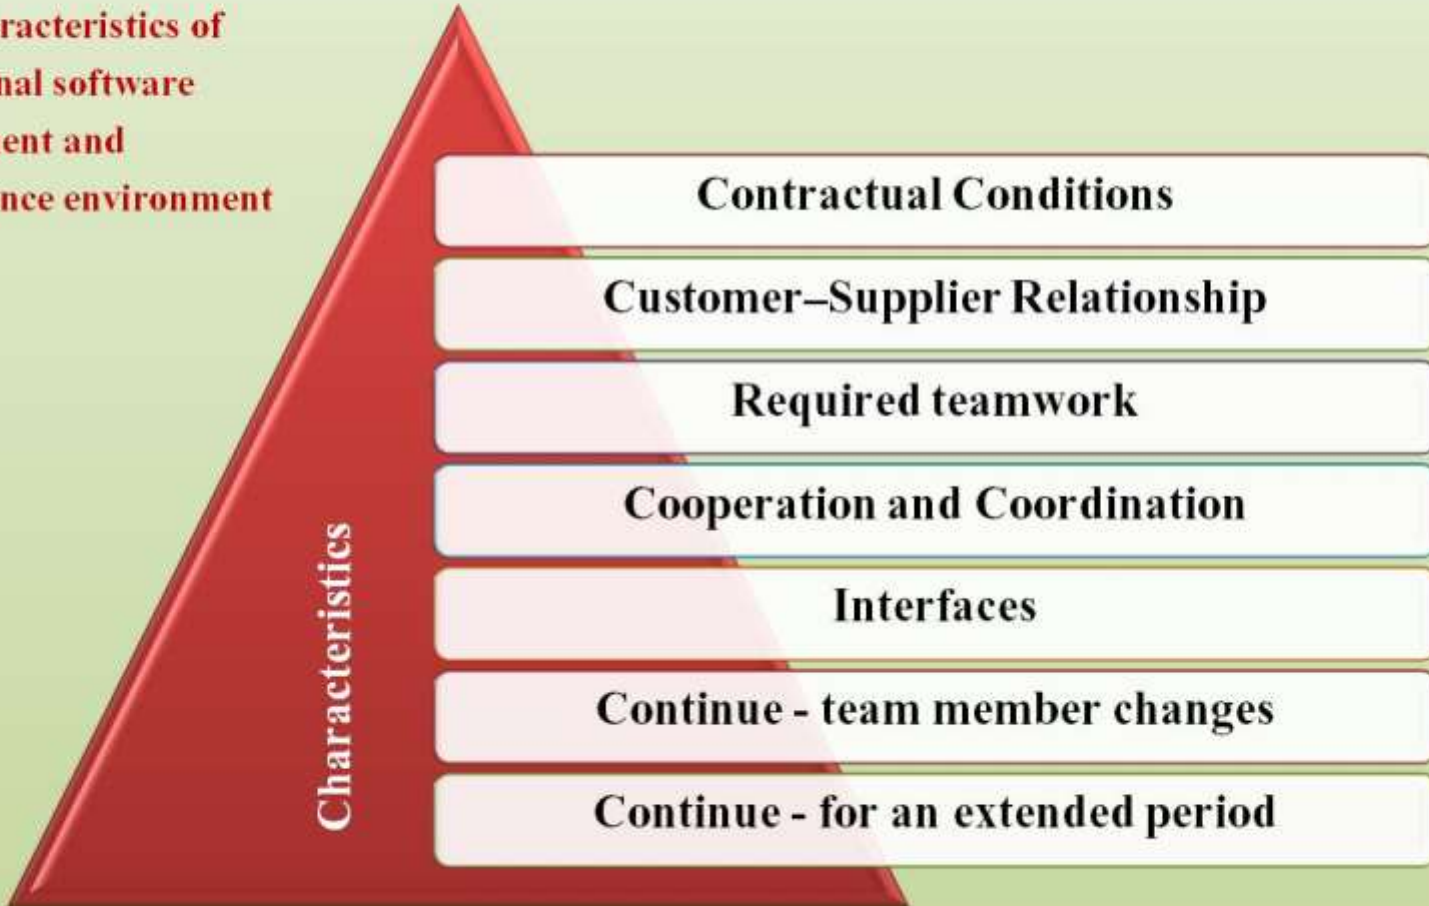 racteristics of
nal software
ent and
nce environment
Contractual Conditions
Customer–Supplier Relationship
Required teamwork
Cooperation and Coordination
Interfaces
Continue - team member changes
Continue - for an extended period
Characteristics